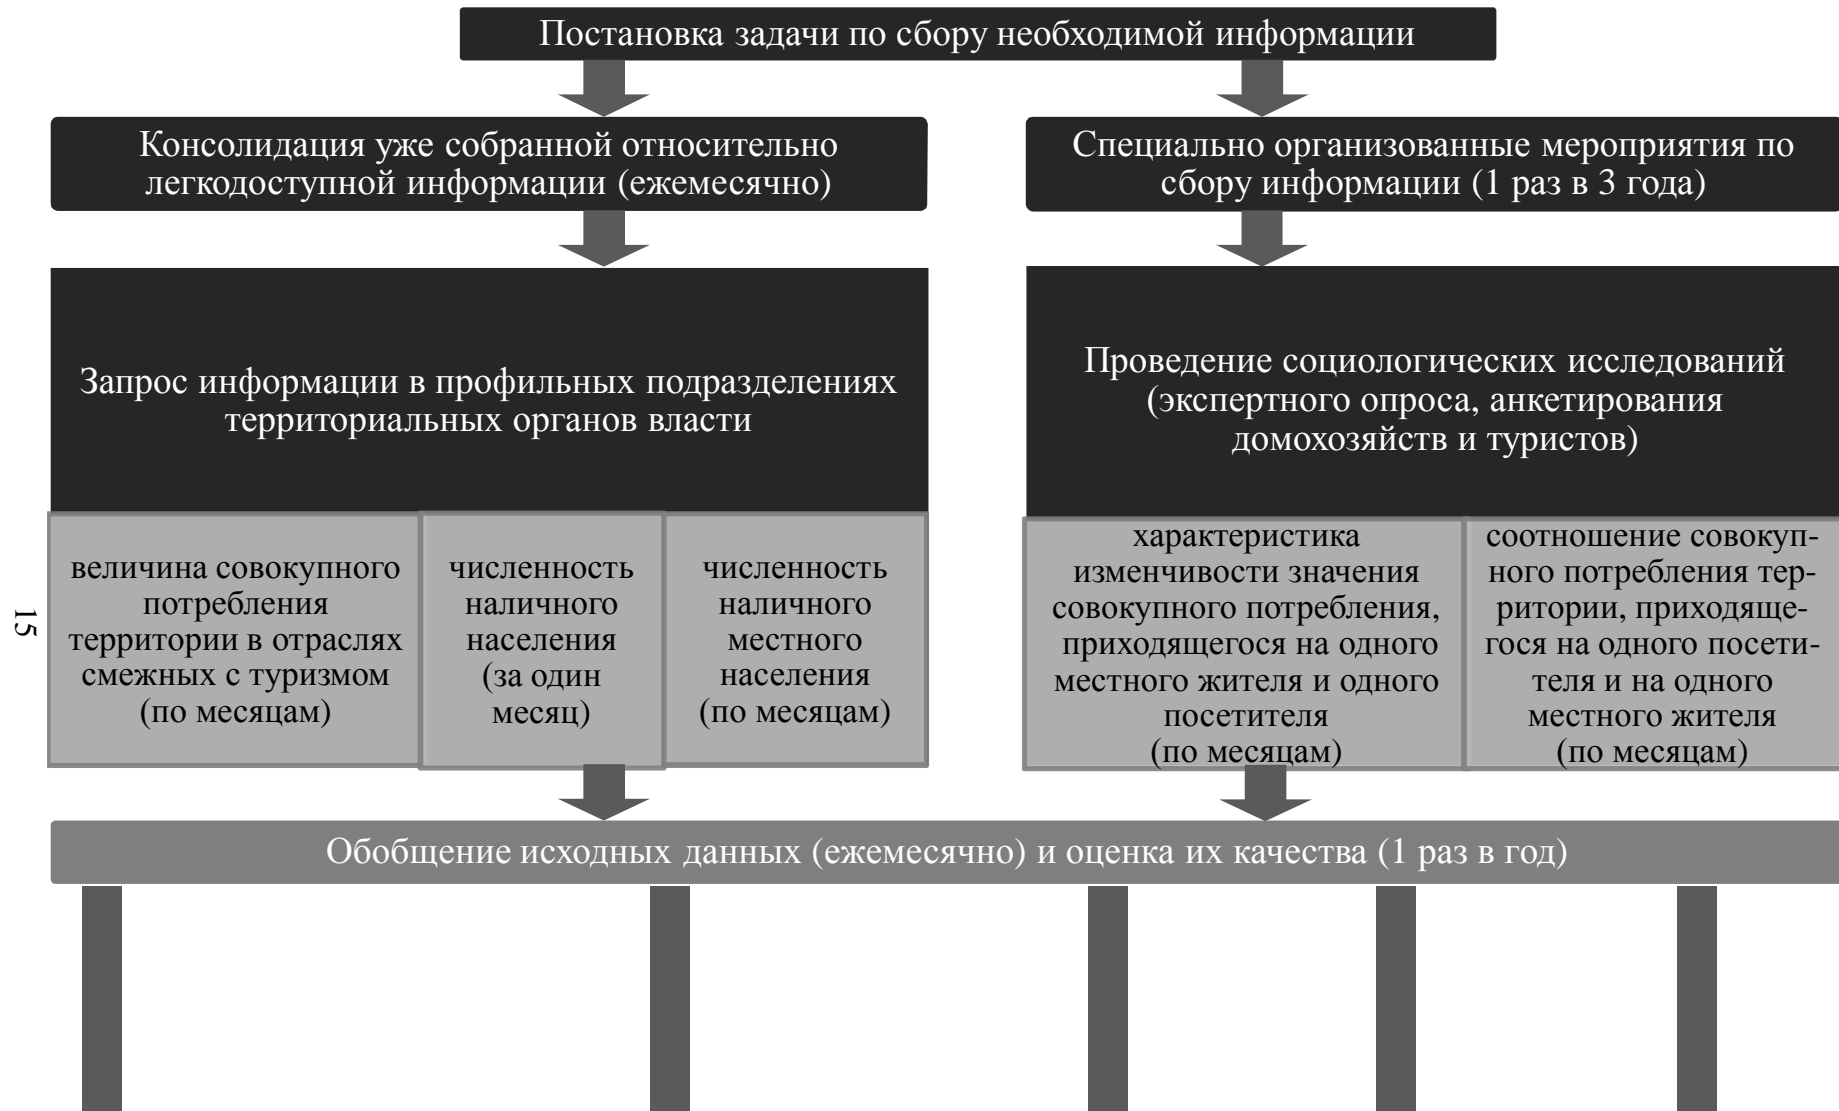 Постановка задачи по сбору необходимой информации
Консолидация уже собранной относительно
легкодоступной информации (ежемесячно)
Специально организованные мероприятия по
сбору информации (1 раз в 3 года)
Запрос информации в профильных подразделениях
территориальных органов власти
Проведение социологических исследований
(экспертного опроса, анкетирования
домохозяйств и туристов)
величина совокупного
потребления
территории в отраслях
смежных с туризмом
(по месяцам)
численность
наличного
населения
(за один
месяц)
численность
наличного
местного
населения
(по месяцам)
характеристика
изменчивости значения
совокупного потребления,
приходящегося на одного
местного жителя и одного
посетителя
(по месяцам)
соотношение совокуп-
ного потребления тер-
ритории, приходяще-
гося на одного посети-
теля и на одного
местного жителя
(по месяцам)
15
Обобщение исходных данных (ежемесячно) и оценка их качества (1 раз в год)